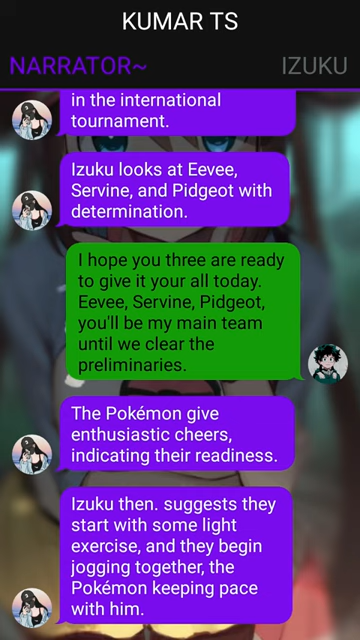 KUMAR TS
NARRATOR~
IZUKU
in the international
tournament.
Izuku looks at Eevee,
Servine, and Pidgeot with
determination.
I hope you three are ready
to give it your all today.
Eevee, Servine, Pidgeot,
you'll be my main team
until we clear the
preliminaries.
The Pokémon give
enthusiastic cheers,
indicating their readiness.
Izuku then. suggests they
start with some light
exercise, and they begin
jogging together, the
Pokémon keeping pace
with him.